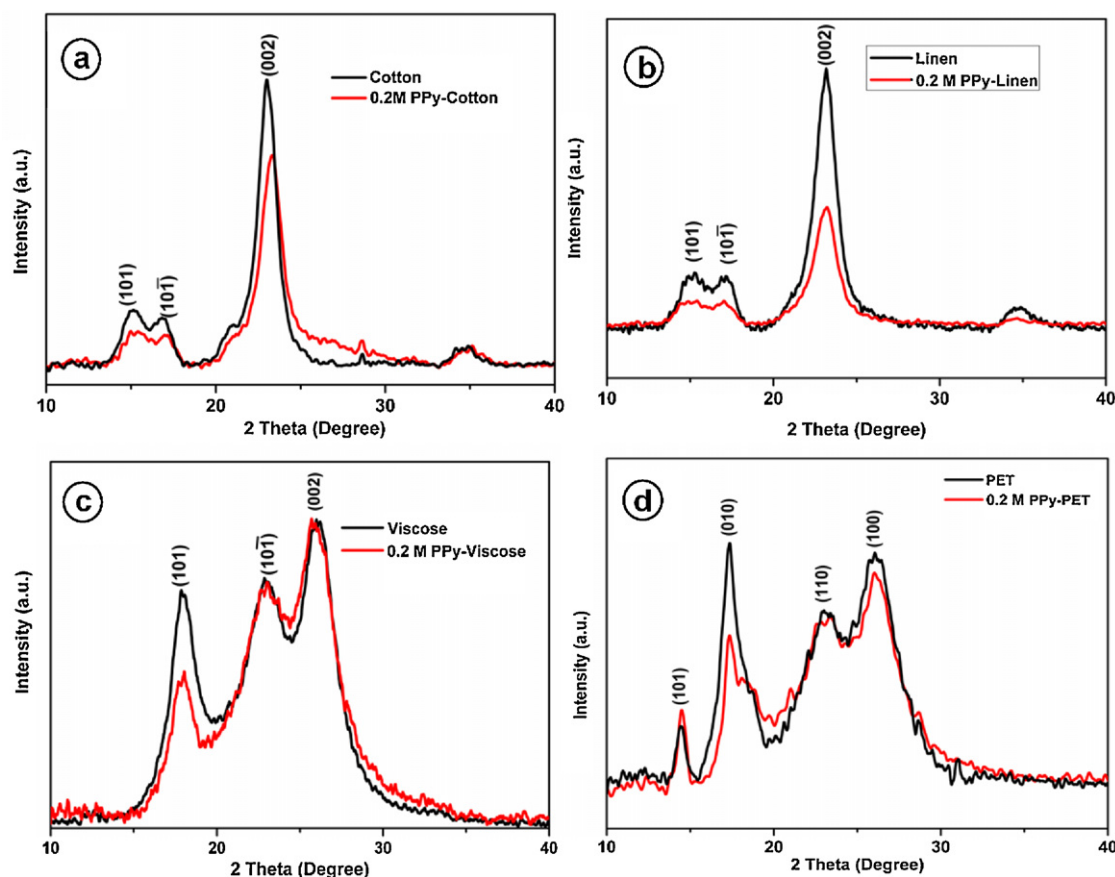 a
(002)
Cotton
0.2M PPy-Cotton
(101)
(101̅)
Intensity (a.u.)
10
20
30
40
2 Theta (Degree)
b
(002)
Linen
0.2 M PPy-Linen
(101)
(101̅)
Intensity (a.u.)
10
20
30
40
2 Theta (Degree)
c
(002)
Viscose
0.2 M PPy-Viscose
(101)
(101̅)
Intensity (a.u.)
10
20
30
40
2 Theta (Degree)
d
PET
0.2 M PPy-PET
(010)
(100)
(110)
(101)
Intensity (a.u.)
10
20
30
40
2 Theta (Degree)